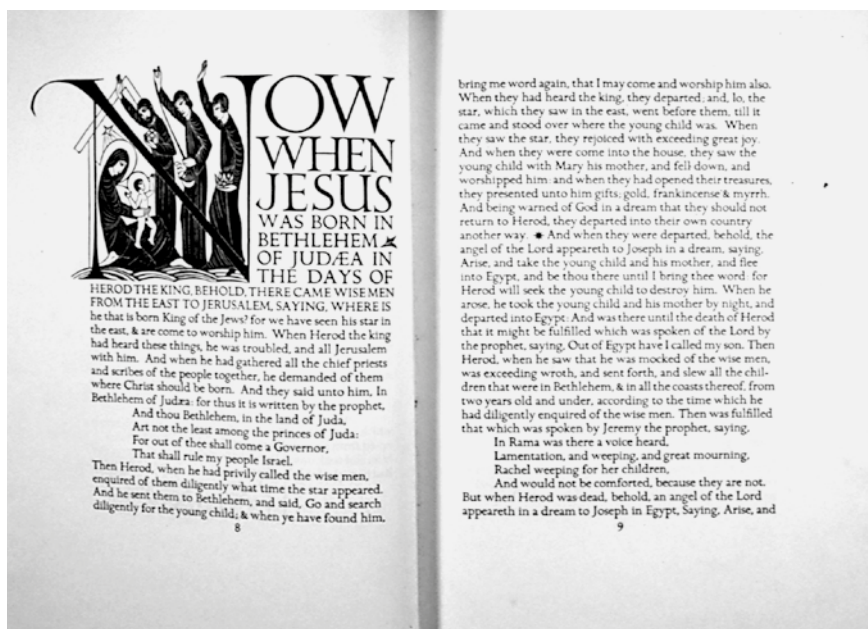 NOW
WHEN
JESUS
WAS BORN IN
BETHLEHEM
OF JUDÆA IN
THE DAYS OF
HEROD THE KING, BEHOLD, THERE CAME WISE MEN
FROM THE EAST TO JERUSALEM, SAYING, WHERE IS
he that is born King of the Jews? for we have seen his star in
the east, & are come to worship him. When Herod the king
had heard these things, he was troubled, and all Jerusalem
with him. And when he had gathered all the chief priests
and scribes of the people together, he demanded of them
where Christ should be born. And they said unto him, In
Bethlehem of Judæa: for thus it is written by the prophet,
And thou Bethlehem, in the land of Juda,
Art not the least among the princes of Juda:
For out of thee shall come a Governor,
That shall rule my people Israel.
Then Herod, when he had privily called the wise men,
enquired of them diligently what time the star appeared.
And he sent them to Bethlehem, and said, Go and search
diligently for the young child; & when ye have found him,
8
bring me word again, that I may come and worship him also.
When they had heard the king, they departed; and, lo, the
star, which they saw in the east, went before them, till it
came and stood over where the young child was. When
they saw the star, they rejoiced with exceeding great joy.
And when they were come into the house, they saw the
young child with Mary his mother, and fell down, and
worshipped him: and when they had opened their treasures,
they presented unto him gifts; gold, frankincense & myrrh.
And being warned of God in a dream that they should not
return to Herod, they departed into their own country
another way. And when they were departed, behold, the
angel of the Lord appeareth to Joseph in a dream, saying,
Arise, and take the young child and his mother, and flee
into Egypt, and be thou there until I bring thee word: for
Herod will seek the young child to destroy him. When he
arose, he took the young child and his mother by night, and
departed into Egypt: And was there until the death of Herod
that it might be fulfilled which was spoken of the Lord by
the prophet, saying, Out of Egypt have I called my son. Then
Herod, when he saw that he was mocked of the wise men,
was exceeding wroth, and sent forth, and slew all the chil-
dren that were in Bethlehem, & in all the coasts thereof, from
two years old and under, according to the time which he
had diligently enquired of the wise men. Then was fulfilled
that which was spoken by Jeremy the prophet, saying,
In Rama was there a voice heard,
Lamentation, and weeping, and great mourning,
Rachel weeping for her children,
And would not be comforted, because they are not.
But when Herod was dead, behold, an angel of the Lord
appeareth in a dream to Joseph in Egypt, Saying, Arise, and
9